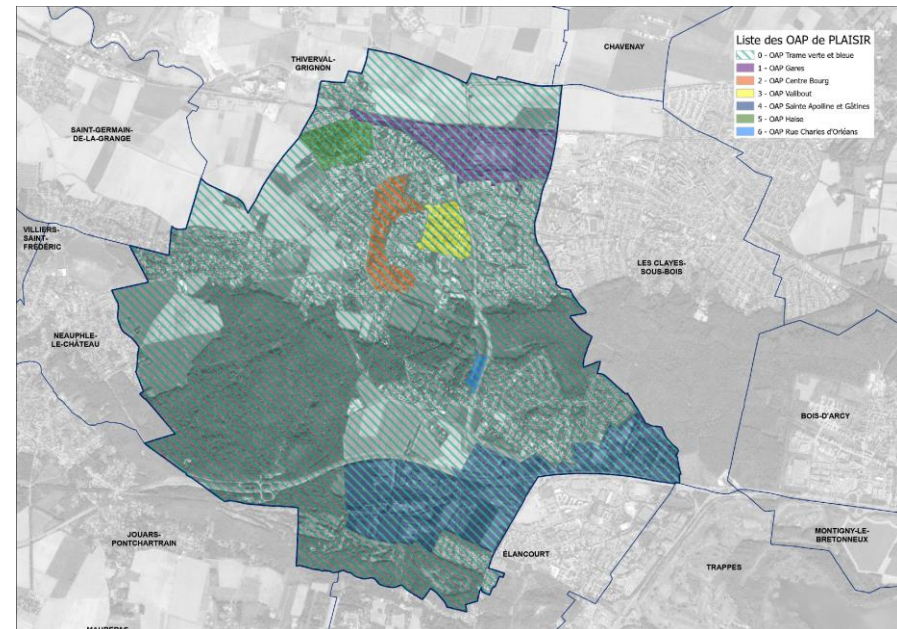 CHAVENAY
THIVERVAL-
GRIGNON
Liste des OAP de PLAISIR
0 - OAP Trame verte et bleue
1 - OAP Gares
2 - OAP Centre Bourg
3 - OAP Valibout
4 - OAP Sainte Apolline et Gâtines
5 - OAP Haise
6 - OAP Rue Charles d'Orléans
SAINT-GERMAIN-
DE-LA-GRANGE
VILLIERS-
SAINT-
FRÉDÉRIC
LES CLAYES-
SOUS-BOIS
NEAUPHLE-
LE-CHÂTEAU
BOIS-D'ARCY
JOUARS-
PONTCHARTRAIN
ÉLANCOURT
MONTIGNY-LE-
BRETONNEUX
TRAPPES
MAUREPAS